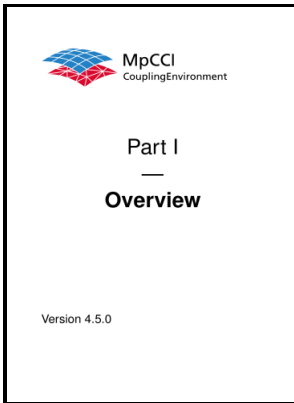 MpCCI
CouplingEnvironment
Part I
—
Overview
Version 4.5.0